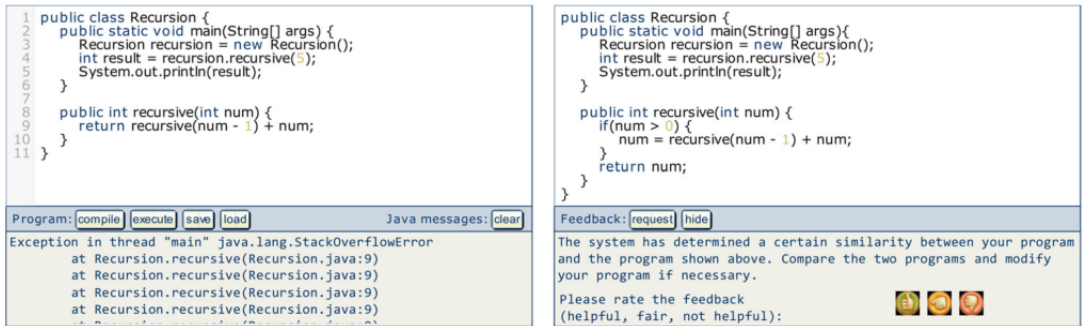 1 public class Recursion {
2 public static void main(String[] args) {
3 Recursion recursion = new Recursion();
4 int result = recursion.recursive(5);
5 System.out.println(result);
6 }
7
8 public int recursive(int num) {
9 return recursive(num - 1) + num;
10 }
11 }
Program: compile execute save load Java messages: clear
Exception in thread "main" java.lang.StackOverflowError
at Recursion.recursive(Recursion.java:9)
at Recursion.recursive(Recursion.java:9)
at Recursion.recursive(Recursion.java:9)
at Recursion.recursive(Recursion.java:9)
at Recursion.recursive(Recursion.java:9)
public class Recursion {
public static void main(String[] args){
Recursion recursion = new Recursion();
int result = recursion.recursive(5);
System.out.println(result);
}
public int recursive(int num) {
if(num > 0) {
num = recursive(num - 1) + num;
}
return num;
}
}
Feedback: request hide
The system has determined a certain similarity between your program
and the program shown above. Compare the two programs and modify
your program if necessary.
Please rate the feedback
(helpful, fair, not helpful):